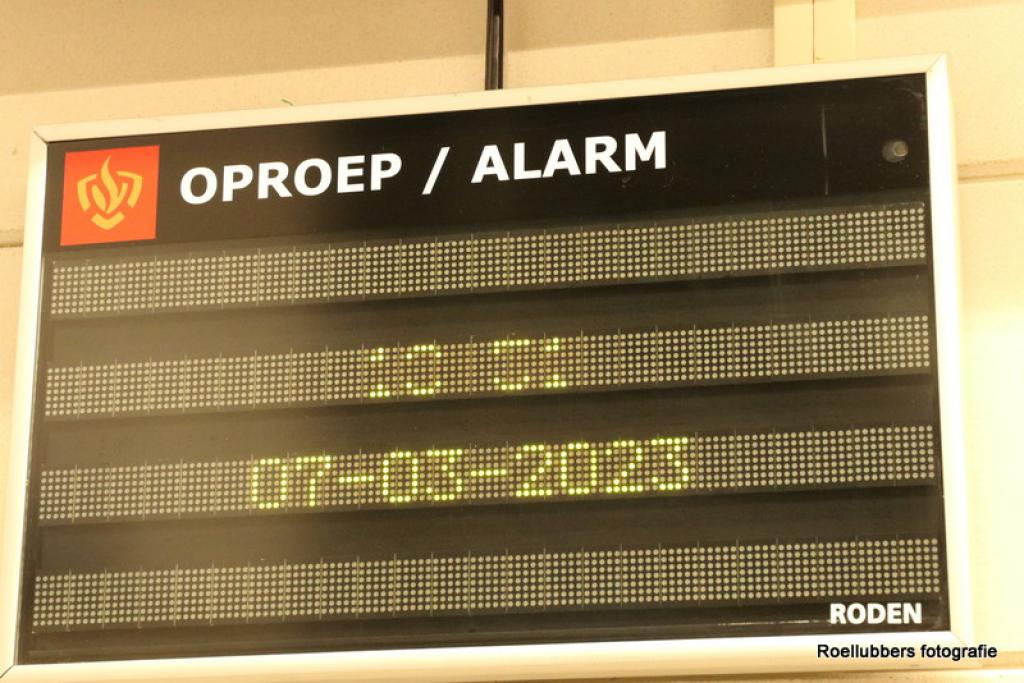 OPROEP / ALARM
07-03-2023
RODEN
Roellubbers fotografie